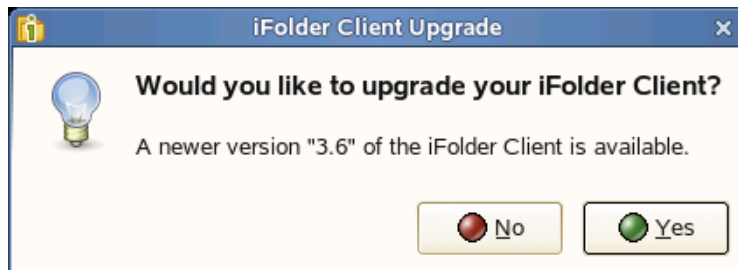 iFolder Client Upgrade
Would you like to upgrade your iFolder Client?
A newer version "3.6" of the iFolder Client is available.
No Yes